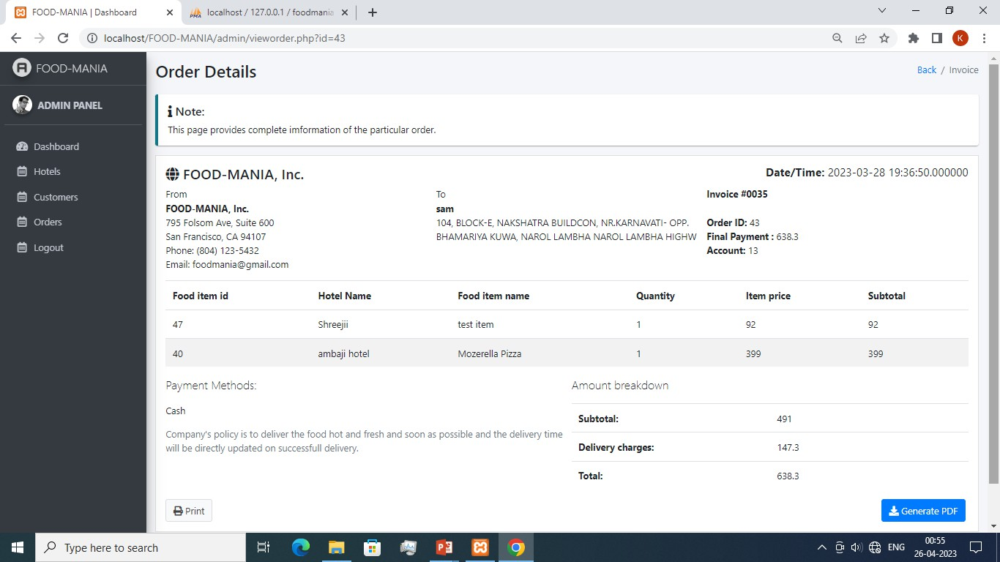 FOOD-MANIA | Dashboard
localhost / 127.0.0.1 / foodmania
localhost/FOOD-MANIA/admin/vieworder.php?id=43
K
FOOD-MANIA
ADMIN PANEL
Dashboard
Hotels
Customers
Orders
Logout
Order Details
Back / Invoice
Note:
This page provides complete imformation of the particular order.
FOOD-MANIA, Inc.
Date/Time: 2023-03-28 19:36:50.000000
From
FOOD-MANIA, Inc.
795 Folsom Ave, Suite 600
San Francisco, CA 94107
Phone: (804) 123-5432
Email: foodmania@gmail.com
To
sam
104, BLOCK-E, NAKSHATRA BUILDCON, NR.KARNAVATI- OPP.
BHAMARIYA KUWA, NAROL LAMBHA NAROL LAMBHA HIGHW
Invoice #0035
Order ID: 43
Final Payment : 638.3
Account: 13
Food item id Hotel Name Food item name Quantity Item price Subtotal
47 Shreejii test item 1 92 92
40 ambaji hotel Mozerella Pizza 1 399 399
Payment Methods:
Cash
Company's policy is to deliver the food hot and fresh and soon as possible and the delivery time
will be directly updated on successfull delivery.
Amount breakdown
Subtotal: 491
Delivery charges: 147.3
Total: 638.3
Print
Generate PDF
Type here to search
ENG
00:55
26-04-2023